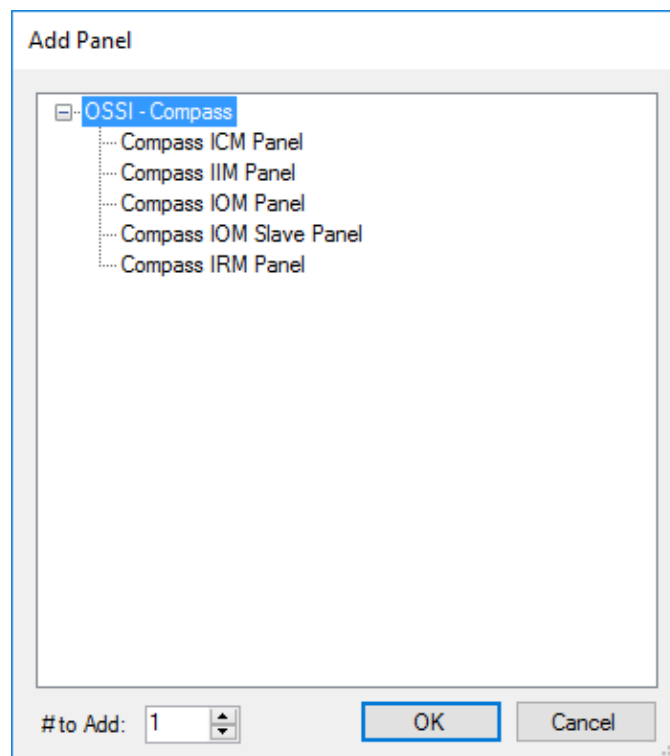 Add Panel
OSSI - Compass
Compass ICM Panel
Compass IIM Panel
Compass IOM Panel
Compass IOM Slave Panel
Compass IRM Panel
# to Add: 1 OK Cancel